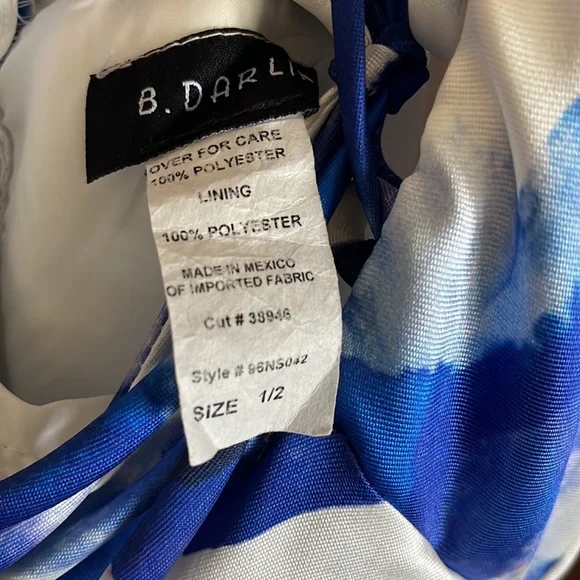 B. DARLI
OVER FOR CARE
100% POLYESTER
LINING
100% POLYESTER
MADE IN MEXICO
OF IMPORTED FABRIC
Cut # 38946
Style # 96NS042
SIZE 1/2